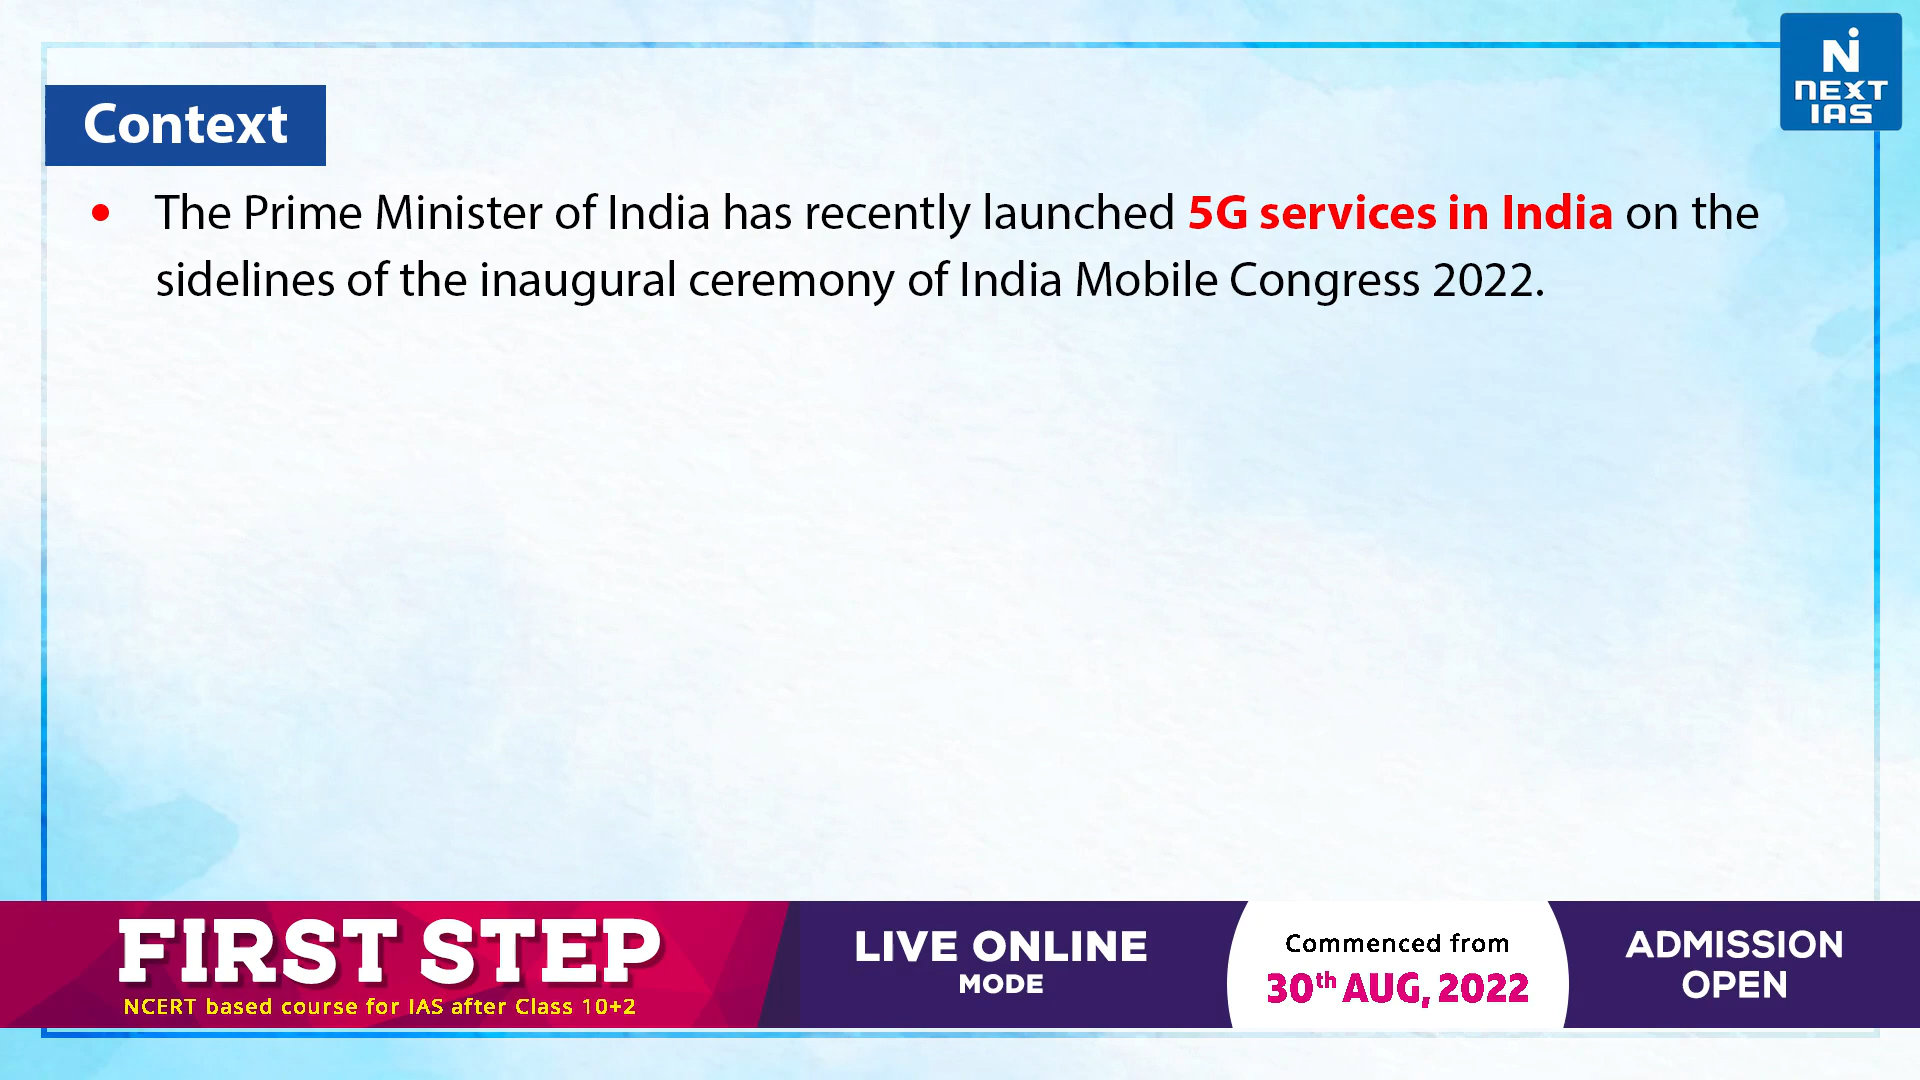 NEXT
IAS
Context
• The Prime Minister of India has recently launched 5G services in India on the
sidelines of the inaugural ceremony of India Mobile Congress 2022.
FIRST STEP
NCERT based course for IAS after Class 10+2
LIVE ONLINE
MODE
Commenced from
30th AUG, 2022
ADMISSION
OPEN